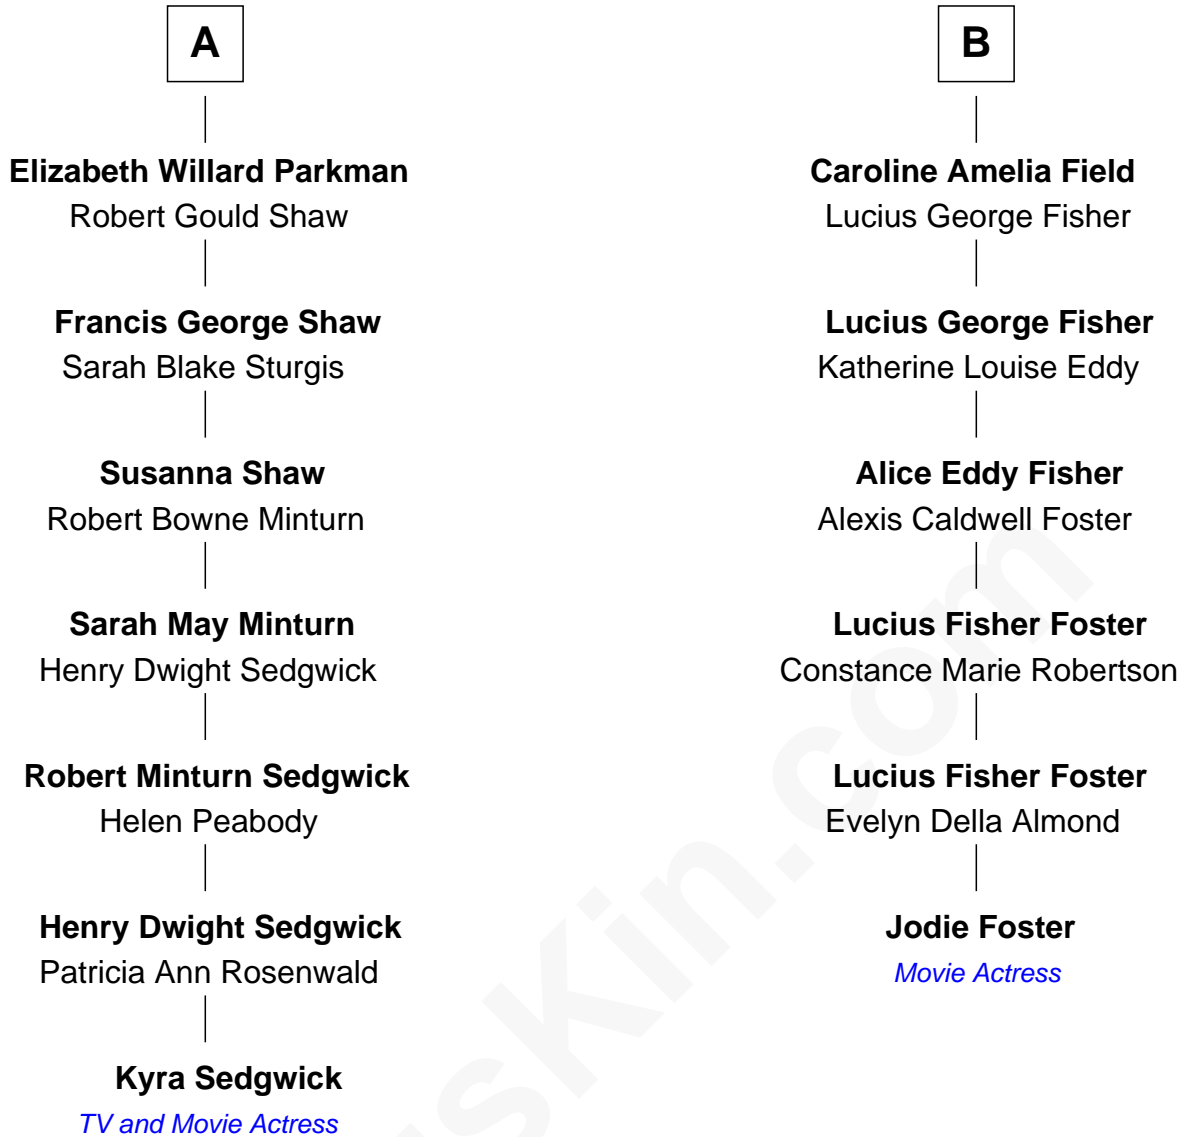 A
Elizabeth Willard Parkman
Robert Gould Shaw
Francis George Shaw
Sarah Blake Sturgis
Susanna Shaw
Robert Bowne Minturn
Sarah May Minturn
Henry Dwight Sedgwick
Robert Minturn Sedgwick
Helen Peabody
Henry Dwight Sedgwick
Patricia Ann Rosenwald
Kyra Sedgwick
TV and Movie Actress
B
Caroline Amelia Field
Lucius George Fisher
Lucius George Fisher
Katherine Louise Eddy
Alice Eddy Fisher
Alexis Caldwell Foster
Lucius Fisher Foster
Constance Marie Robertson
Lucius Fisher Foster
Evelyn Della Almond
Jodie Foster
Movie Actress